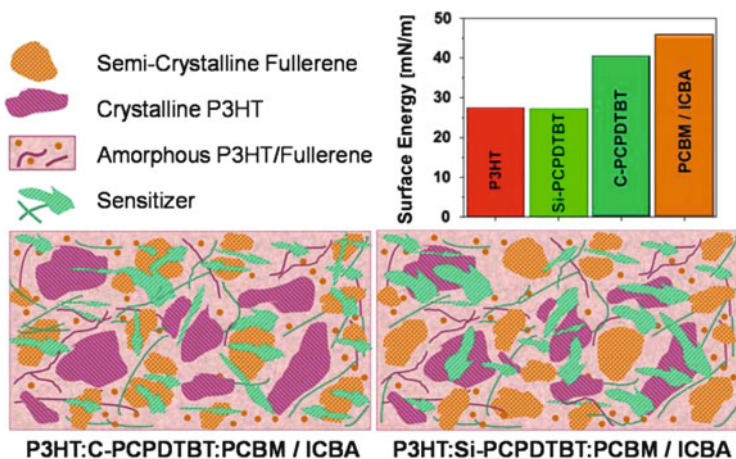 Semi-Crystalline Fullerene
Crystalline P3HT
Amorphous P3HT/Fullerene
Sensitizer
Surface Energy [mN/m]
50
40
30
20
10
0
P3HT
Si-PCPDTBT
C-PCPDTBT
PCBM / ICBA
P3HT:C-PCPDTBT:PCBM / ICBA
P3HT:Si-PCPDTBT:PCBM / ICBA